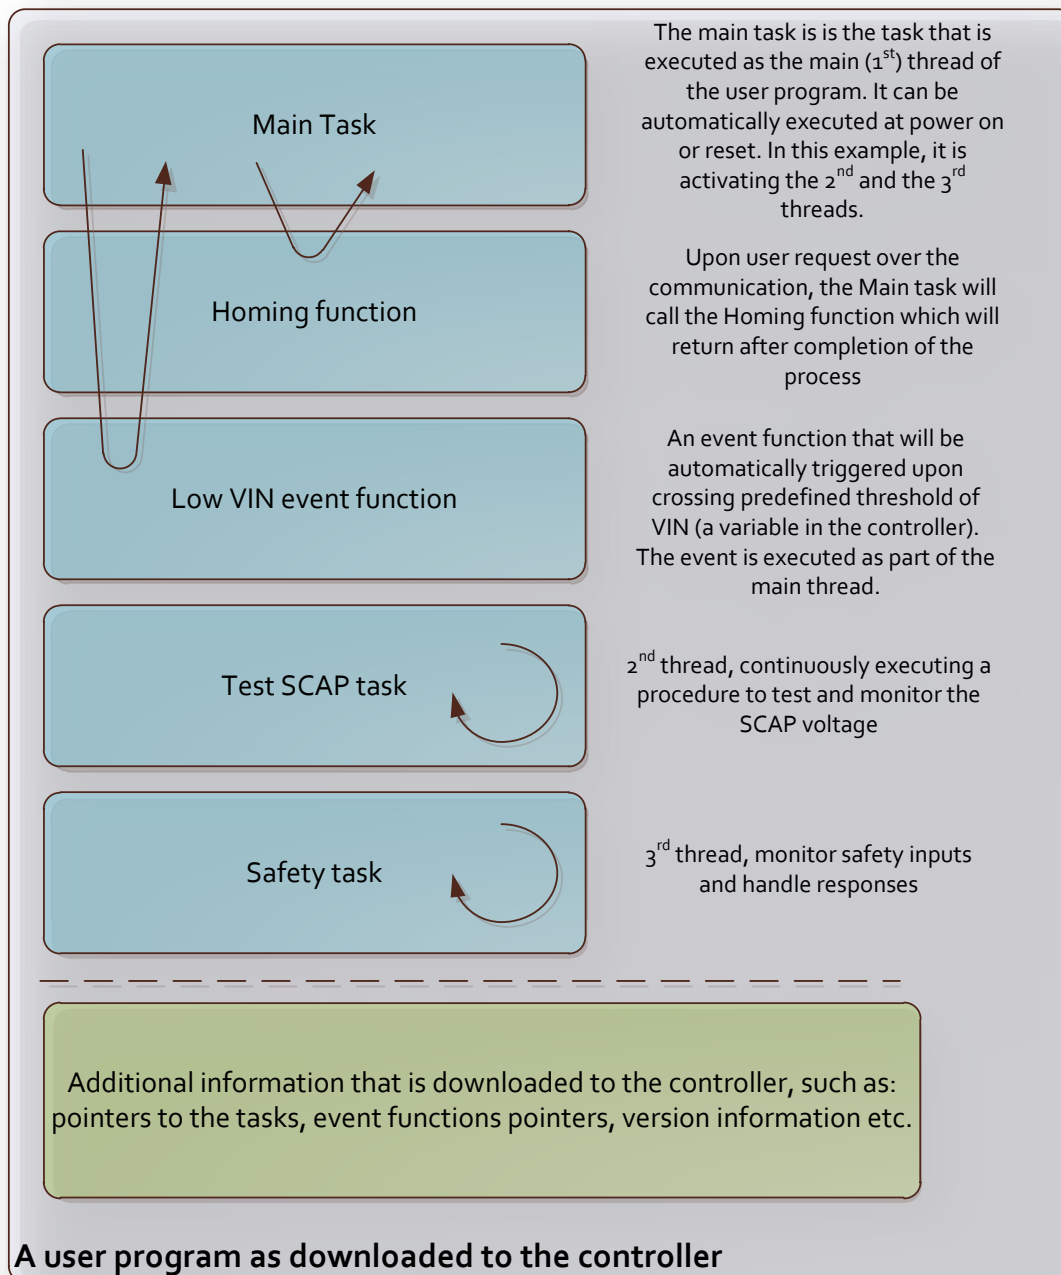 Main Task
The main task is is the task that is
executed as the main (1st) thread of
the user program. It can be
automatically executed at power on
or reset. In this example, it is
activating the 2nd and the 3rd
threads.
Homing function
Upon user request over the
communication, the Main task will
call the Homing function which will
return after completion of the
process
Low VIN event function
An event function that will be
automatically triggered upon
crossing predefined threshold of
VIN (a variable in the controller).
The event is executed as part of the
main thread.
Test SCAP task
2nd thread, continuously executing a
procedure to test and monitor the
SCAP voltage
Safety task
3rd thread, monitor safety inputs
and handle responses
Additional information that is downloaded to the controller, such as:
pointers to the tasks, event functions pointers, version information etc.
A user program as downloaded to the controller